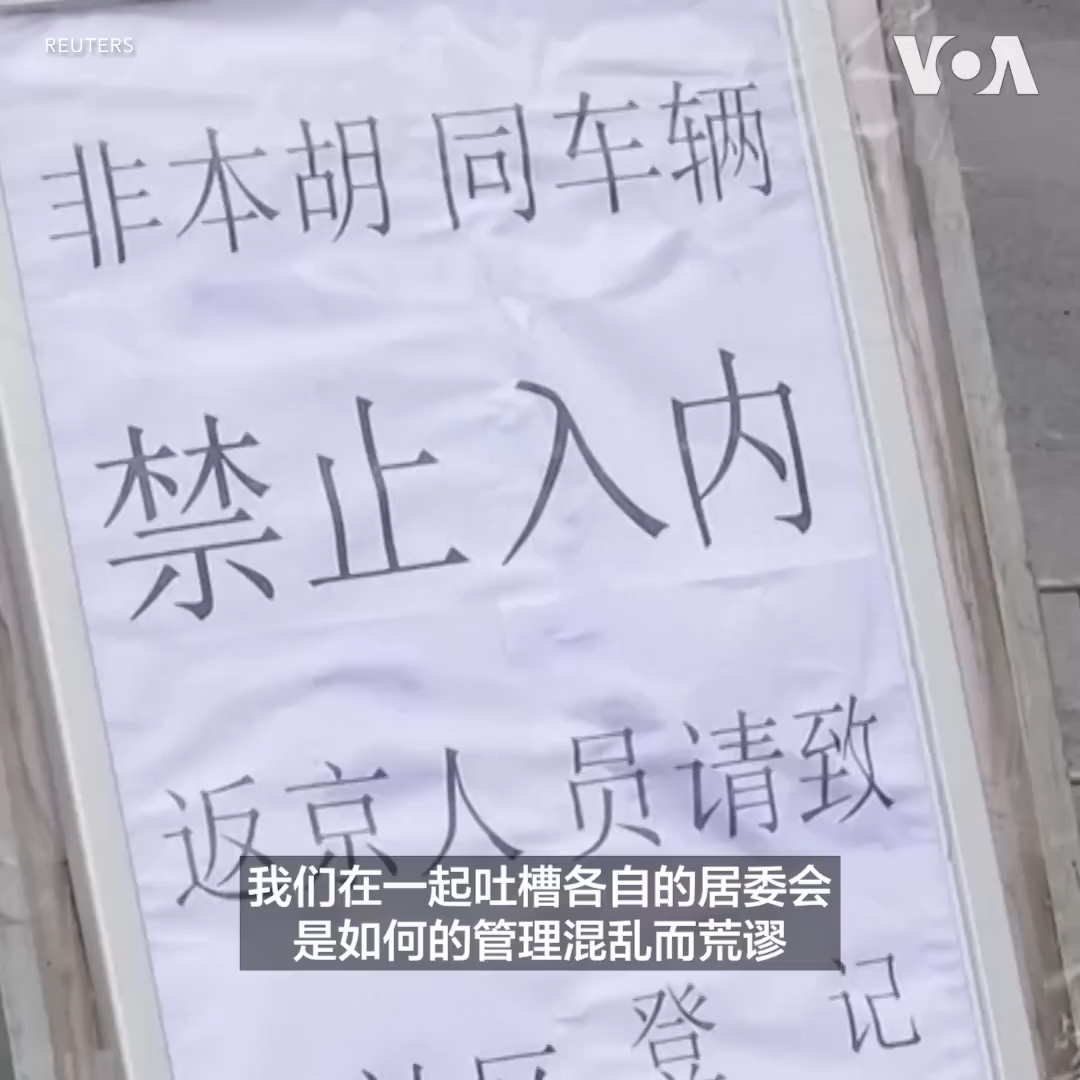 REUTERS
VOA
非本胡同车辆
禁止入内
返京人员请致
我们在一起吐槽各自的居委会
是如何的管理混乱而荒谬
登记